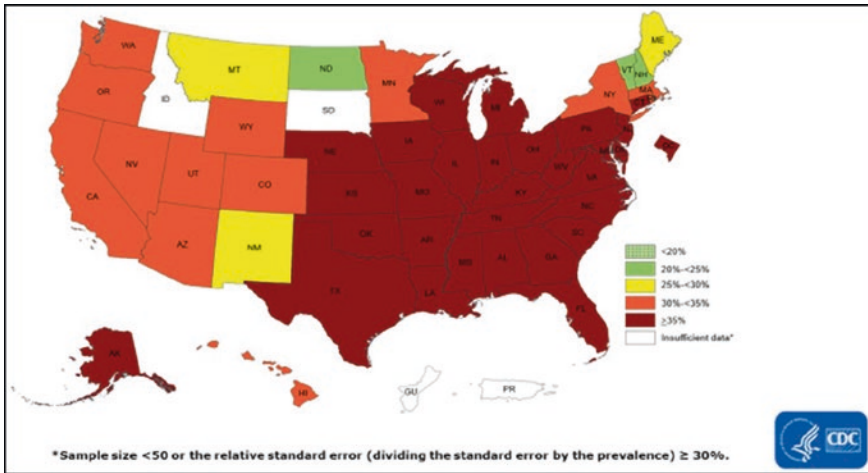 WA
MT
ND
MN
ME
VT
NH
OR
ID
SD
WI
MI
NY
MA
WY
NE
IA
PA
NJ
NV
UT
CO
IL
IN
OH
WV
VA
DC
CA
KS
MO
KY
NC
TN
AZ
NM
OK
AR
SC
MS
AL
GA
TX
LA
FL
<20%
20%-<25%
25%-<30%
30%-<35%
≥35%
Insufficient data*
AK
HI
GU
PR
CDC
*Sample size <50 or the relative standard error (dividing the standard error by the prevalence) ≥ 30%.